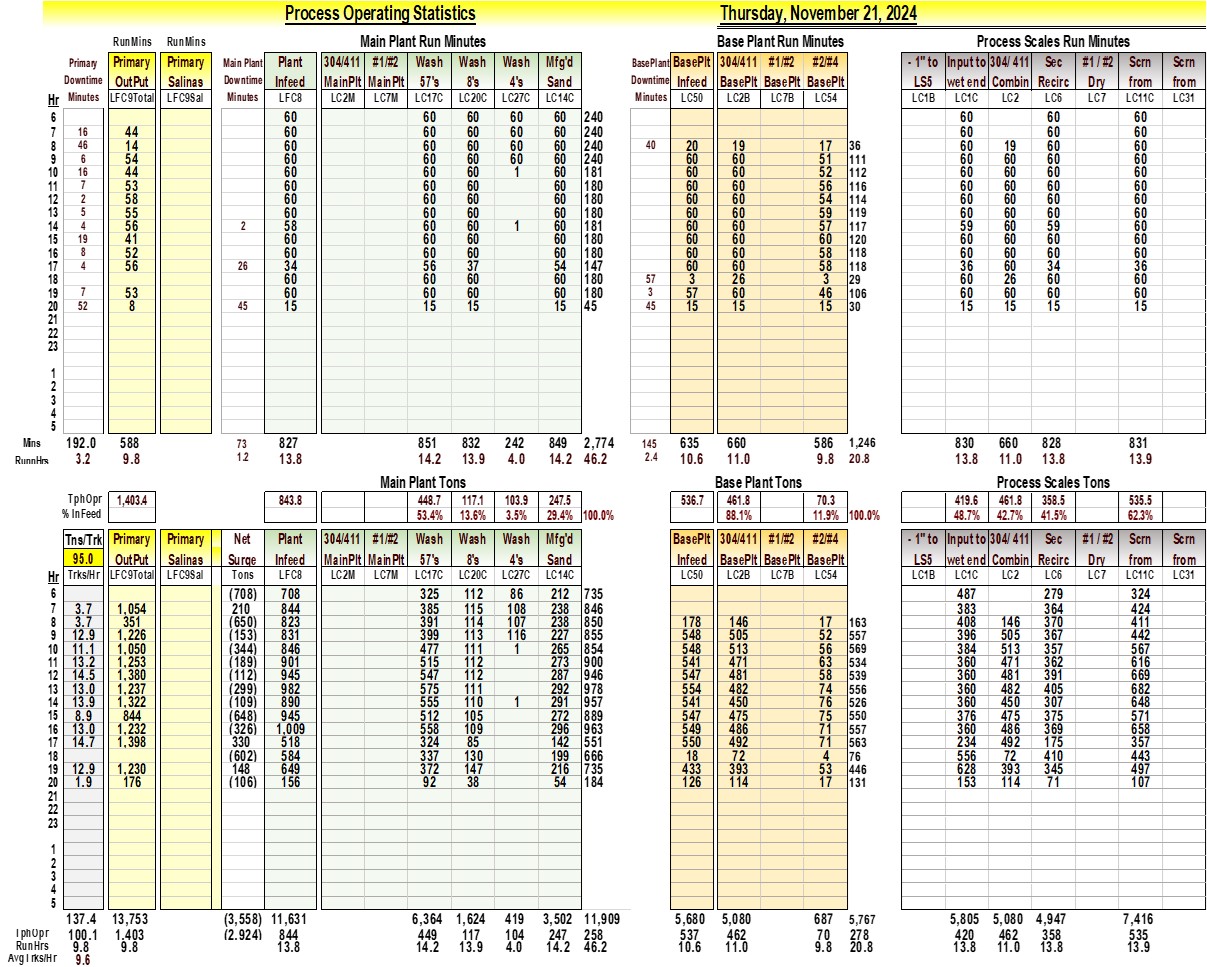 Process Operating Statistics Thursday, November 21, 2024
RunMins RunMins Main Plant Run Minutes Base Plant Run Minutes Process Scales Run Minutes
Primary Primary Primary Main Plant Plant 304/411 #1/#2 Wash Wash Wash Mfg'd BasePlant BasePlt 304/411 #1/#2 #2/#4 - 1" to Input to 304/ 411 Sec #1 / #2 Scrn Scrn
Downtime OutPut Salinas Downtime Infeed MainPlt MainPlt 57's 8's 4's Sand Downtime Infeed BasePlt BasePlt BasePlt LS5 wet end Combin Recirc Dry from from
Hr Minutes LFC9Total LFC9Sal Minutes LFC8 LC2M LC7M LC17C LC20C LC27C LC14C Minutes LC50 LC2B LC7B LC54 LC1B LC1C LC2 LC6 LC7 LC11C LC31
6 60 60 60 60 60 240 60 60 60
7 16 44 60 60 60 60 60 240 60 60 60
8 46 14 60 60 60 60 60 240 40 20 19 17 36 60 19 60 60
9 6 54 60 60 60 60 60 240 60 60 51 111 60 60 60 60
10 16 44 60 60 60 1 60 181 60 60 52 112 60 60 60 60
11 7 53 60 60 60 60 180 60 60 56 116 60 60 60 60
12 2 58 60 60 60 60 180 60 60 54 114 60 60 60 60
13 5 55 60 60 60 60 180 60 60 59 119 60 60 60 60
14 4 56 2 58 60 60 1 60 181 60 60 57 117 59 60 59 60
15 19 41 60 60 60 60 180 60 60 60 120 60 60 60 60
16 8 52 60 60 60 60 180 60 60 58 118 60 60 60 60
17 4 56 26 34 56 37 54 147 60 60 58 118 36 60 34 36
18 60 60 60 60 180 57 3 26 3 29 60 26 60 60
19 7 53 60 60 60 60 180 3 57 60 46 106 60 60 60 60
20 52 8 45 15 15 15 15 45 45 15 15 15 30 15 15 15 15
21
22
23
1
2
3
4
5
Mins 192.0 588 73 827 851 832 242 849 2,774 145 635 660 586 1,246 830 660 828 831
RunnHrs 3.2 9.8 1.2 13.8 14.2 13.9 4.0 14.2 46.2 2.4 10.6 11.0 9.8 20.8 13.8 11.0 13.8 13.9
Main Plant Tons Base Plant Tons Process Scales Tons
TphOpr 1,403.4 843.8 448.7 117.1 103.9 247.5 536.7 461.8 70.3 419.6 461.8 358.5 535.5
% InFeed 53.4% 13.6% 3.5% 29.4% 100.0% 88.1% 11.9% 100.0% 48.7% 42.7% 41.5% 62.3%
Tns/Trk Primary Primary Net Plant 304/411 #1/#2 Wash Wash Wash Mfg'd BasePlt 304/411 #1/#2 #2/#4 - 1" to Input to 304/ 411 Sec #1 / #2 Scrn Scrn
95.0 OutPut Salinas Surge Infeed MainPlt MainPlt 57's 8's 4's Sand Infeed BasePlt BasePlt BasePlt LS5 wet end Combin Recirc Dry from from
Hr Trks/Hr LFC9Total LFC9Sal Tons LFC8 LC2M LC7M LC17C LC20C LC27C LC14C LC50 LC2B LC7B LC54 LC1B LC1C LC2 LC6 LC7 LC11C LC31
6 (708) 708 325 112 86 212 735 487 279 324
7 3.7 1,054 210 844 385 115 108 238 846 383 364 424
8 3.7 351 (650) 823 391 114 107 238 850 178 146 17 163 408 146 370 411
9 12.9 1,226 (153) 831 399 113 116 227 855 548 505 52 557 396 505 367 442
10 11.1 1,050 (344) 846 477 111 1 265 854 548 513 56 569 384 513 357 567
11 13.2 1,253 (189) 901 515 112 273 900 541 471 63 534 360 471 362 616
12 14.5 1,380 (112) 945 547 112 287 946 547 481 58 539 360 481 391 669
13 13.0 1,237 (299) 982 575 111 292 978 554 482 74 556 360 482 405 682
14 13.9 1,322 (109) 890 555 110 1 291 957 541 450 76 526 360 450 307 648
15 8.9 844 (648) 945 512 105 272 889 547 475 75 550 376 475 375 571
16 13.0 1,232 (326) 1,009 558 109 296 963 549 486 71 557 360 486 369 658
17 14.7 1,398 330 518 324 85 142 551 550 492 71 563 234 492 175 357
18 (602) 584 337 130 199 666 18 72 4 76 556 72 410 443
19 12.9 1,230 148 649 372 147 216 735 433 393 53 446 628 393 345 497
20 1.9 176 (106) 156 92 38 54 184 126 114 17 131 153 114 71 107
21
22
23
1
2
3
4
5
137.4 13,753 (3,558) 11,631 6,364 1,624 419 3,502 11,909 5,680 5,080 687 5,767 5,805 5,080 4,947 7,416
TphOpr 100.1 1,403 (2,924) 844 449 117 104 247 258 537 462 70 278 420 462 358 535
RunHrs 9.8 9.8 13.8 14.2 13.9 4.0 14.2 46.2 10.6 11.0 9.8 20.8 13.8 11.0 13.8 13.9
AvgTrks/Hr 9.6